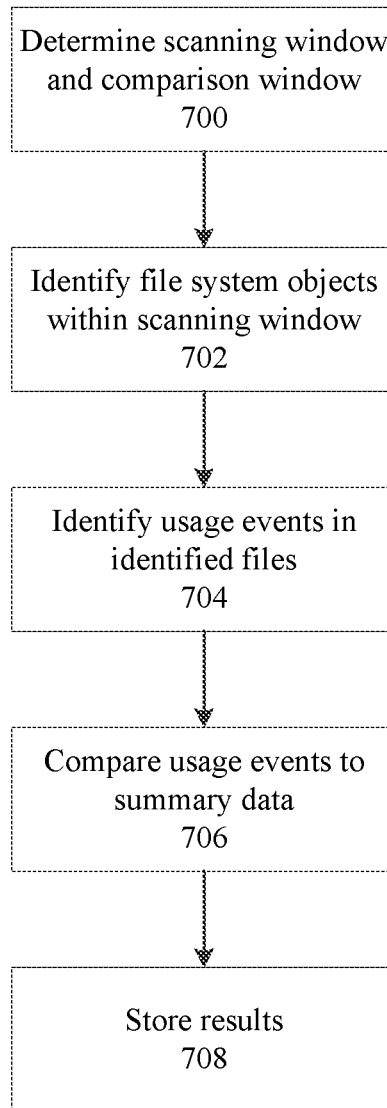 Determine scanning window
and comparison window
700
Identify file system objects
within scanning window
702
Identify usage events in
identified files
704
Compare usage events to
summary data
706
Store results
708